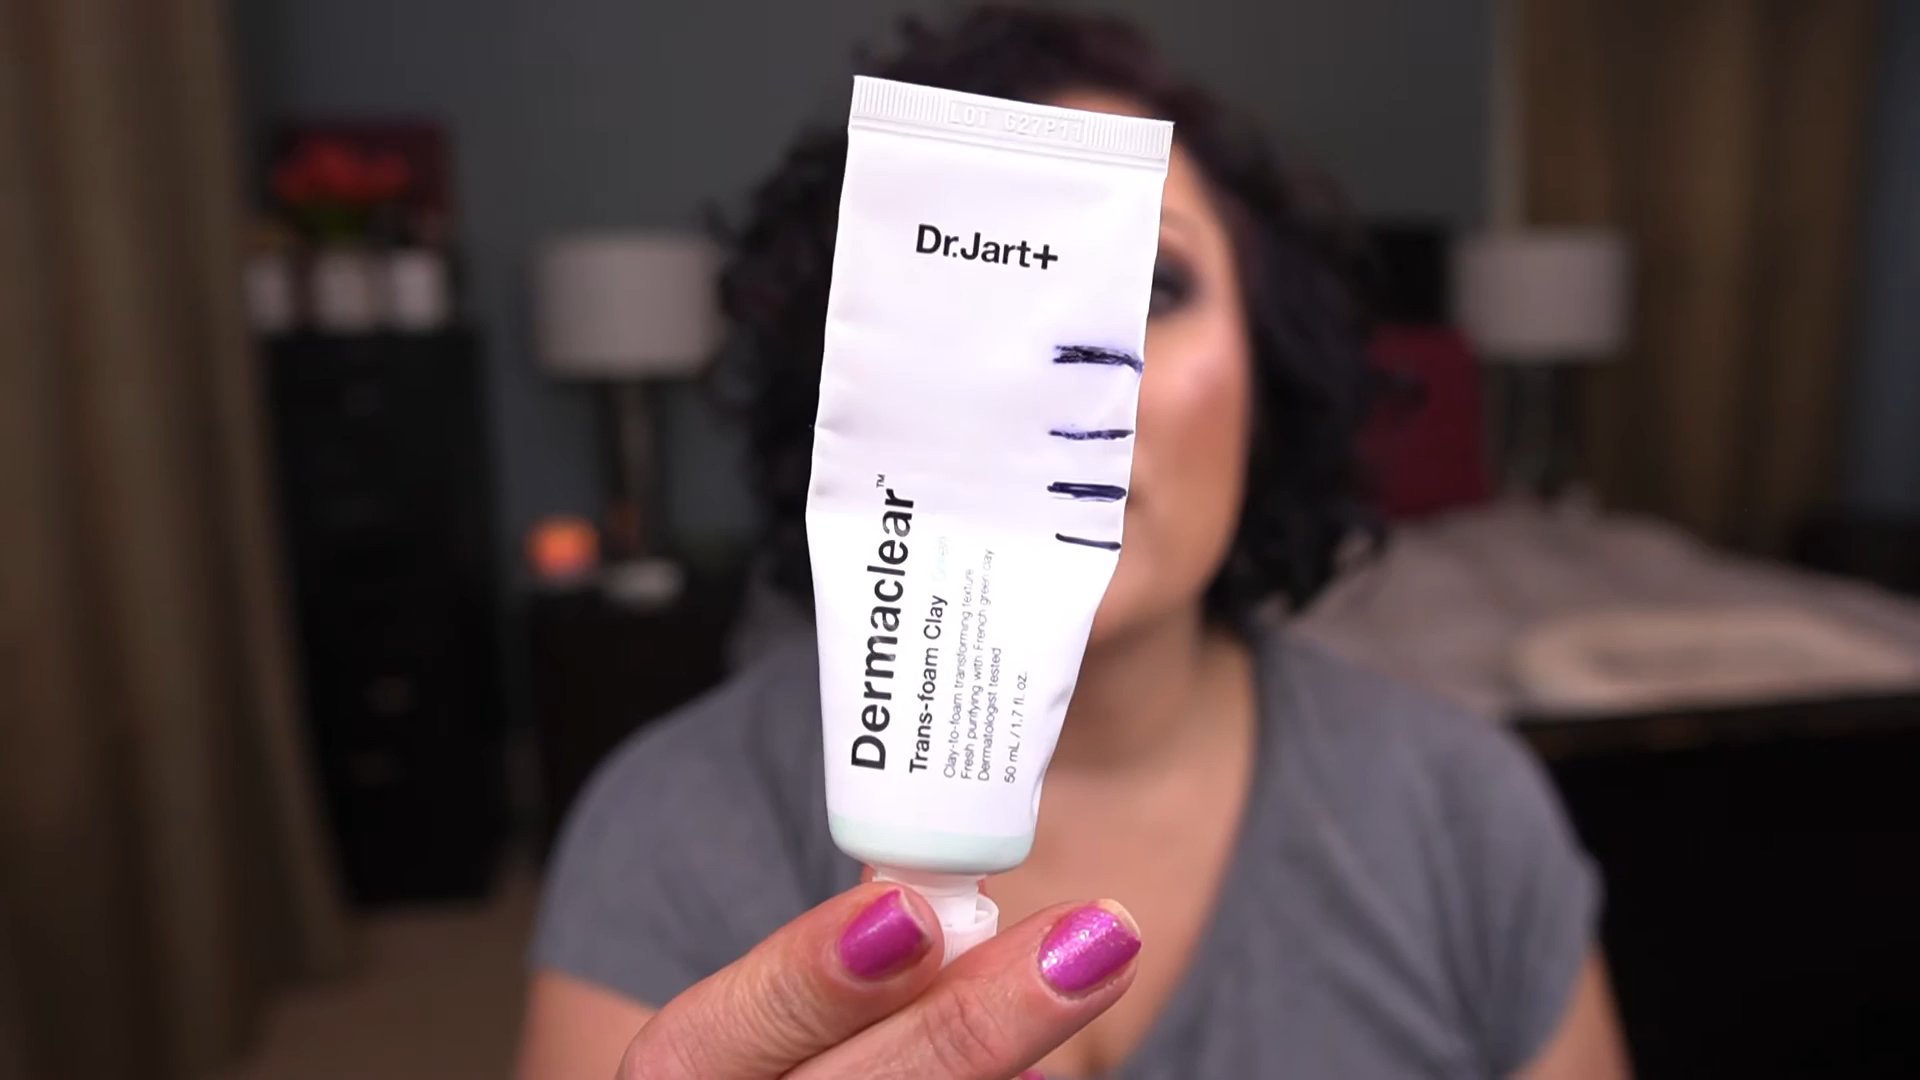 LOT G27P11
Dr.Jart+
Dermaclear™
Trans-foam Clay
Clay-to-foam transforming texture
Fresh purifying with French green clay
Dermatologist tested
50 mL / 1.7 fl. oz.